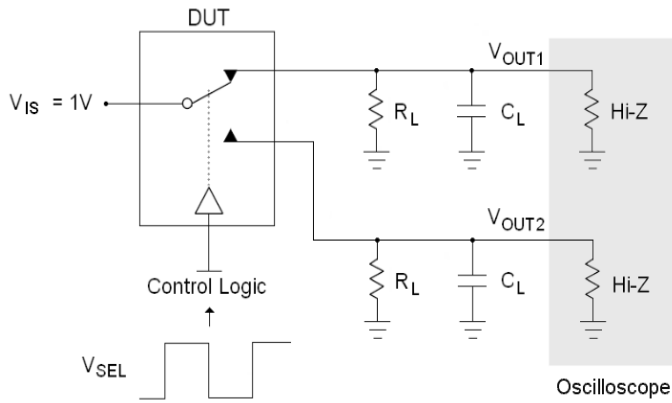 DUT
V_IS = 1V
V_OUT1
R_L
C_L
Hi-Z
V_OUT2
R_L
C_L
Hi-Z
Control Logic
V_SEL
Oscilloscope